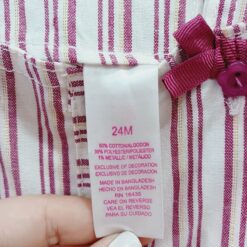 24M
60% COTTON/ALGODON
39% POLYESTER/POLIESTER
1% METALLIC / METALICO
EXCLUSIVE OF DECORATION
EXCLUSIVO DE DECORACION
MADE IN BANGLADESH
HECHO EN BANGLADESH
RN 16435
CARE ON REVERSE
VEA EL REVERSO
PARA SU CUIDADO